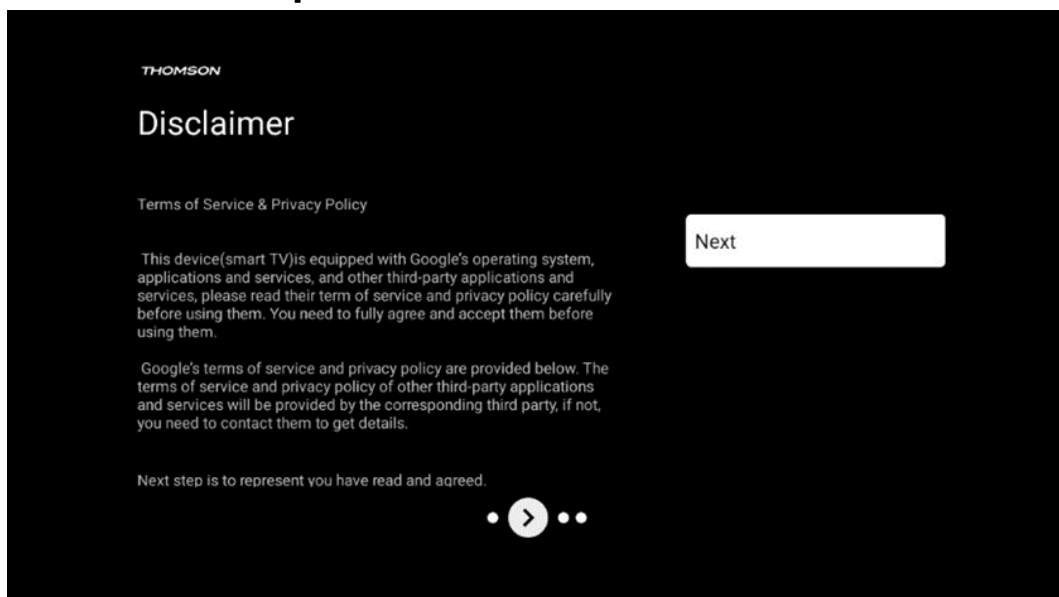 THOMSON
Disclaimer
Terms of Service & Privacy Policy
This device(smart TV)is equipped with Google's operating system,
applications and services, and other third-party applications and
services, please read their term of service and privacy policy carefully
before using them. You need to fully agree and accept them before
using them.
Google's terms of service and privacy policy are provided below. The
terms of service and privacy policy of other third-party applications
and services will be provided by the corresponding third party, if not,
you need to contact them to get details.
Next step is to represent you have read and agreed.
Next